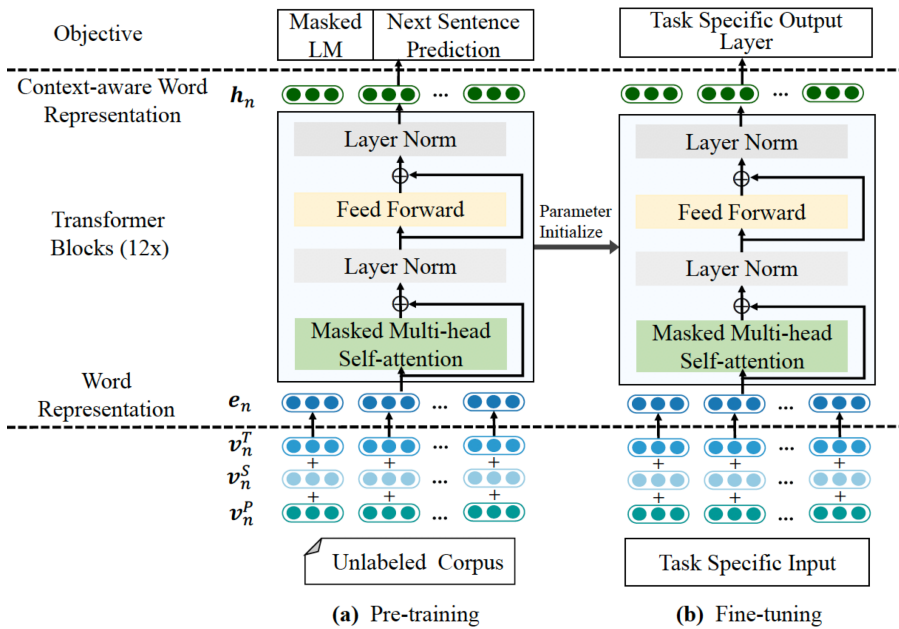 Objective
Masked
LM
Next Sentence
Prediction
Task Specific Output
Layer
Context-aware Word
Representation
h_n
...
...
Layer Norm
Feed Forward
Layer Norm
Masked Multi-head
Self-attention
Transformer
Blocks (12x)
Parameter
Initialize
Layer Norm
Feed Forward
Layer Norm
Masked Multi-head
Self-attention
Word
Representation
e_n
...
...
v_n^T
...
...
+ + +
+ + +
v_n^S
...
...
+ + +
+ + +
v_n^P
...
...
Unlabeled Corpus
Task Specific Input
(a) Pre-training
(b) Fine-tuning